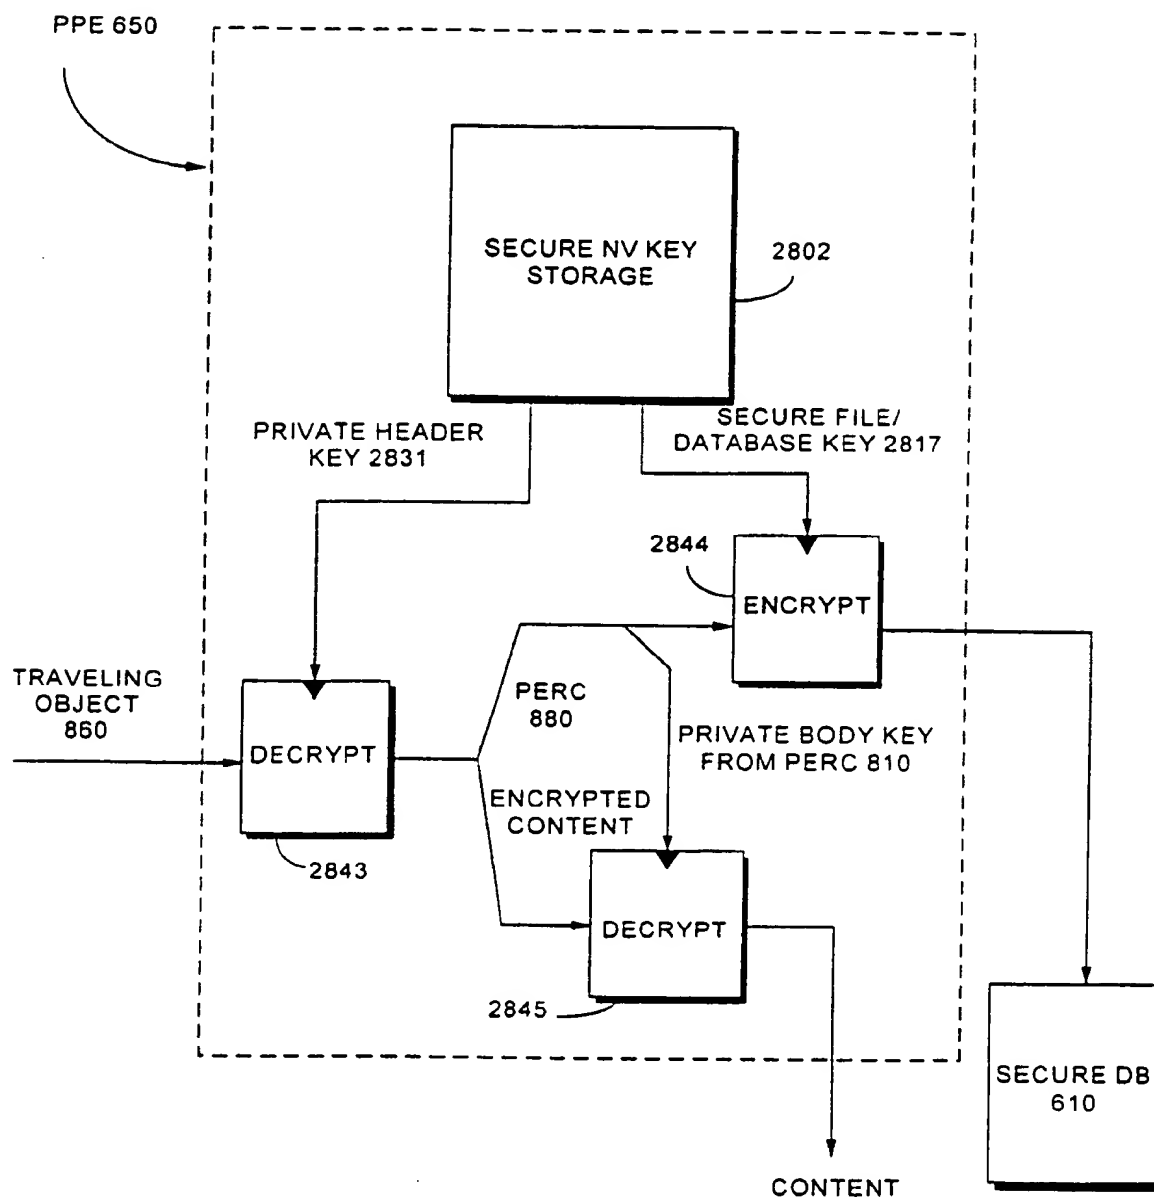 PPE 650
SECURE NV KEY
STORAGE
2802
PRIVATE HEADER
KEY 2831
SECURE FILE/
DATABASE KEY 2817
2844
ENCRYPT
TRAVELING
OBJECT
860
DECRYPT
PERC
880
PRIVATE BODY KEY
FROM PERC 810
ENCRYPTED
CONTENT
2843
DECRYPT
2845
SECURE DB
610
CONTENT